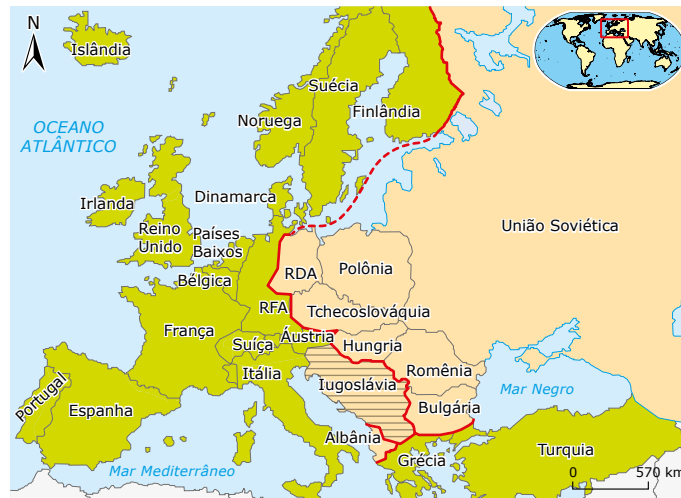 N
Islândia
Suécia
Finlândia
Noruega
OCEANO
ATLÂNTICO
Dinamarca
Irlanda
Reino
Unido
Países
Baixos
União Soviética
Bélgica
RDA
Polônia
RFA
Tchecoslováquia
França
Áustria
Suíça
Hungria
Itália
Iugoslávia
Romênia
Mar Negro
Portugal
Espanha
Bulgária
Albânia
Mar Mediterrâneo
Grécia
Turquia
0 570 km